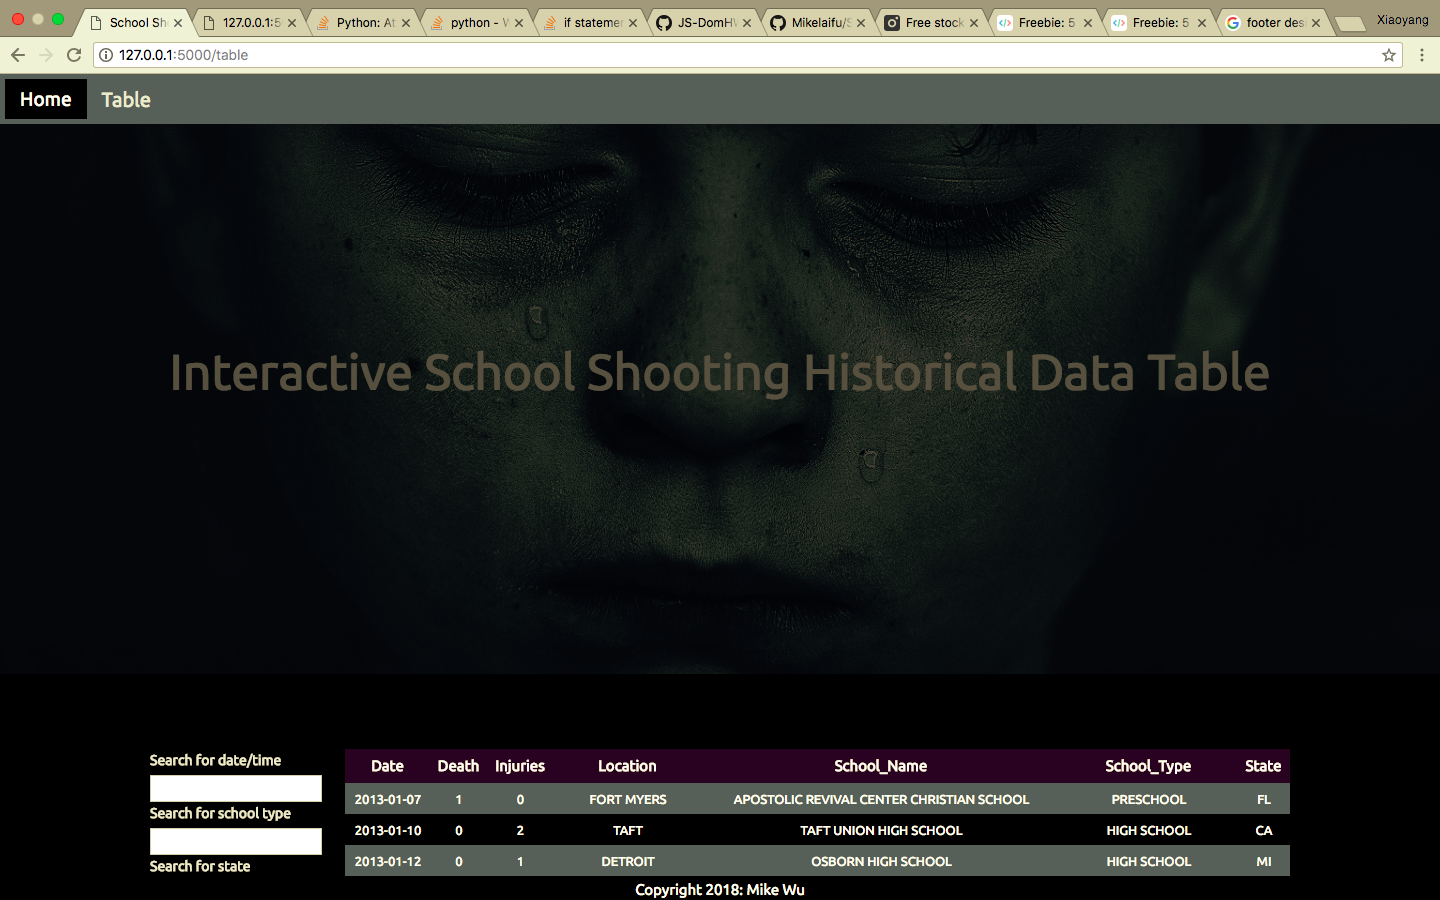 School Sh
127.0.0.1:5
Python: At
python - W
if statemen
JS-DomHW
Mikelaifu/S
Free stock
Freebie: 5
Freebie: 5
footer desi
Xiaoyang
127.0.0.1:5000/table
Home Table
Interactive School Shooting Historical Data Table
Search for date/time
Search for school type
Search for state
Date Death Injuries Location School_Name School_Type State
2013-01-07 1 0 FORT MYERS APOSTOLIC REVIVAL CENTER CHRISTIAN SCHOOL PRESCHOOL FL
2013-01-10 0 2 TAFT TAFT UNION HIGH SCHOOL HIGH SCHOOL CA
2013-01-12 0 1 DETROIT OSBORN HIGH SCHOOL HIGH SCHOOL MI
Copyright 2018: Mike Wu